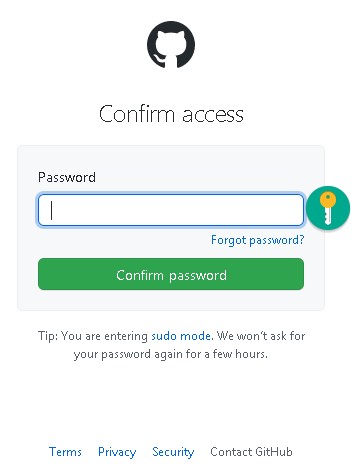 Confirm access
Password
Forgot password?
Confirm password
Tip: You are entering sudo mode. We won't ask for
your password again for a few hours.
Terms Privacy Security Contact GitHub